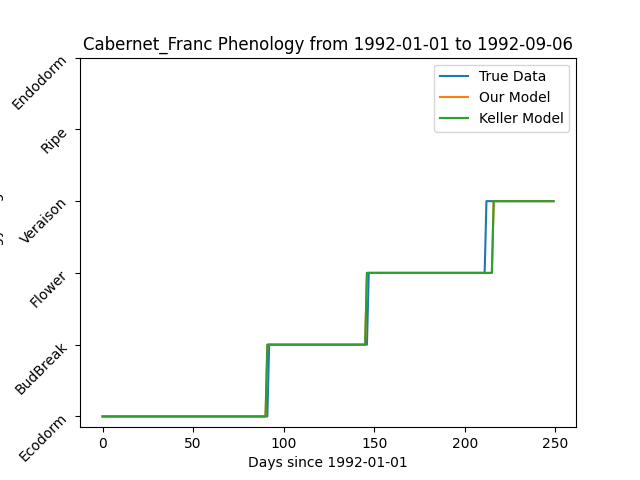 Cabernet_Franc Phenology from 1992-01-01 to 1992-09-06
True Data
Our Model
Keller Model
Endodorm
Ripe
Veraison
Flower
BudBreak
Ecodorm
0 50 100 150 200 250
Days since 1992-01-01